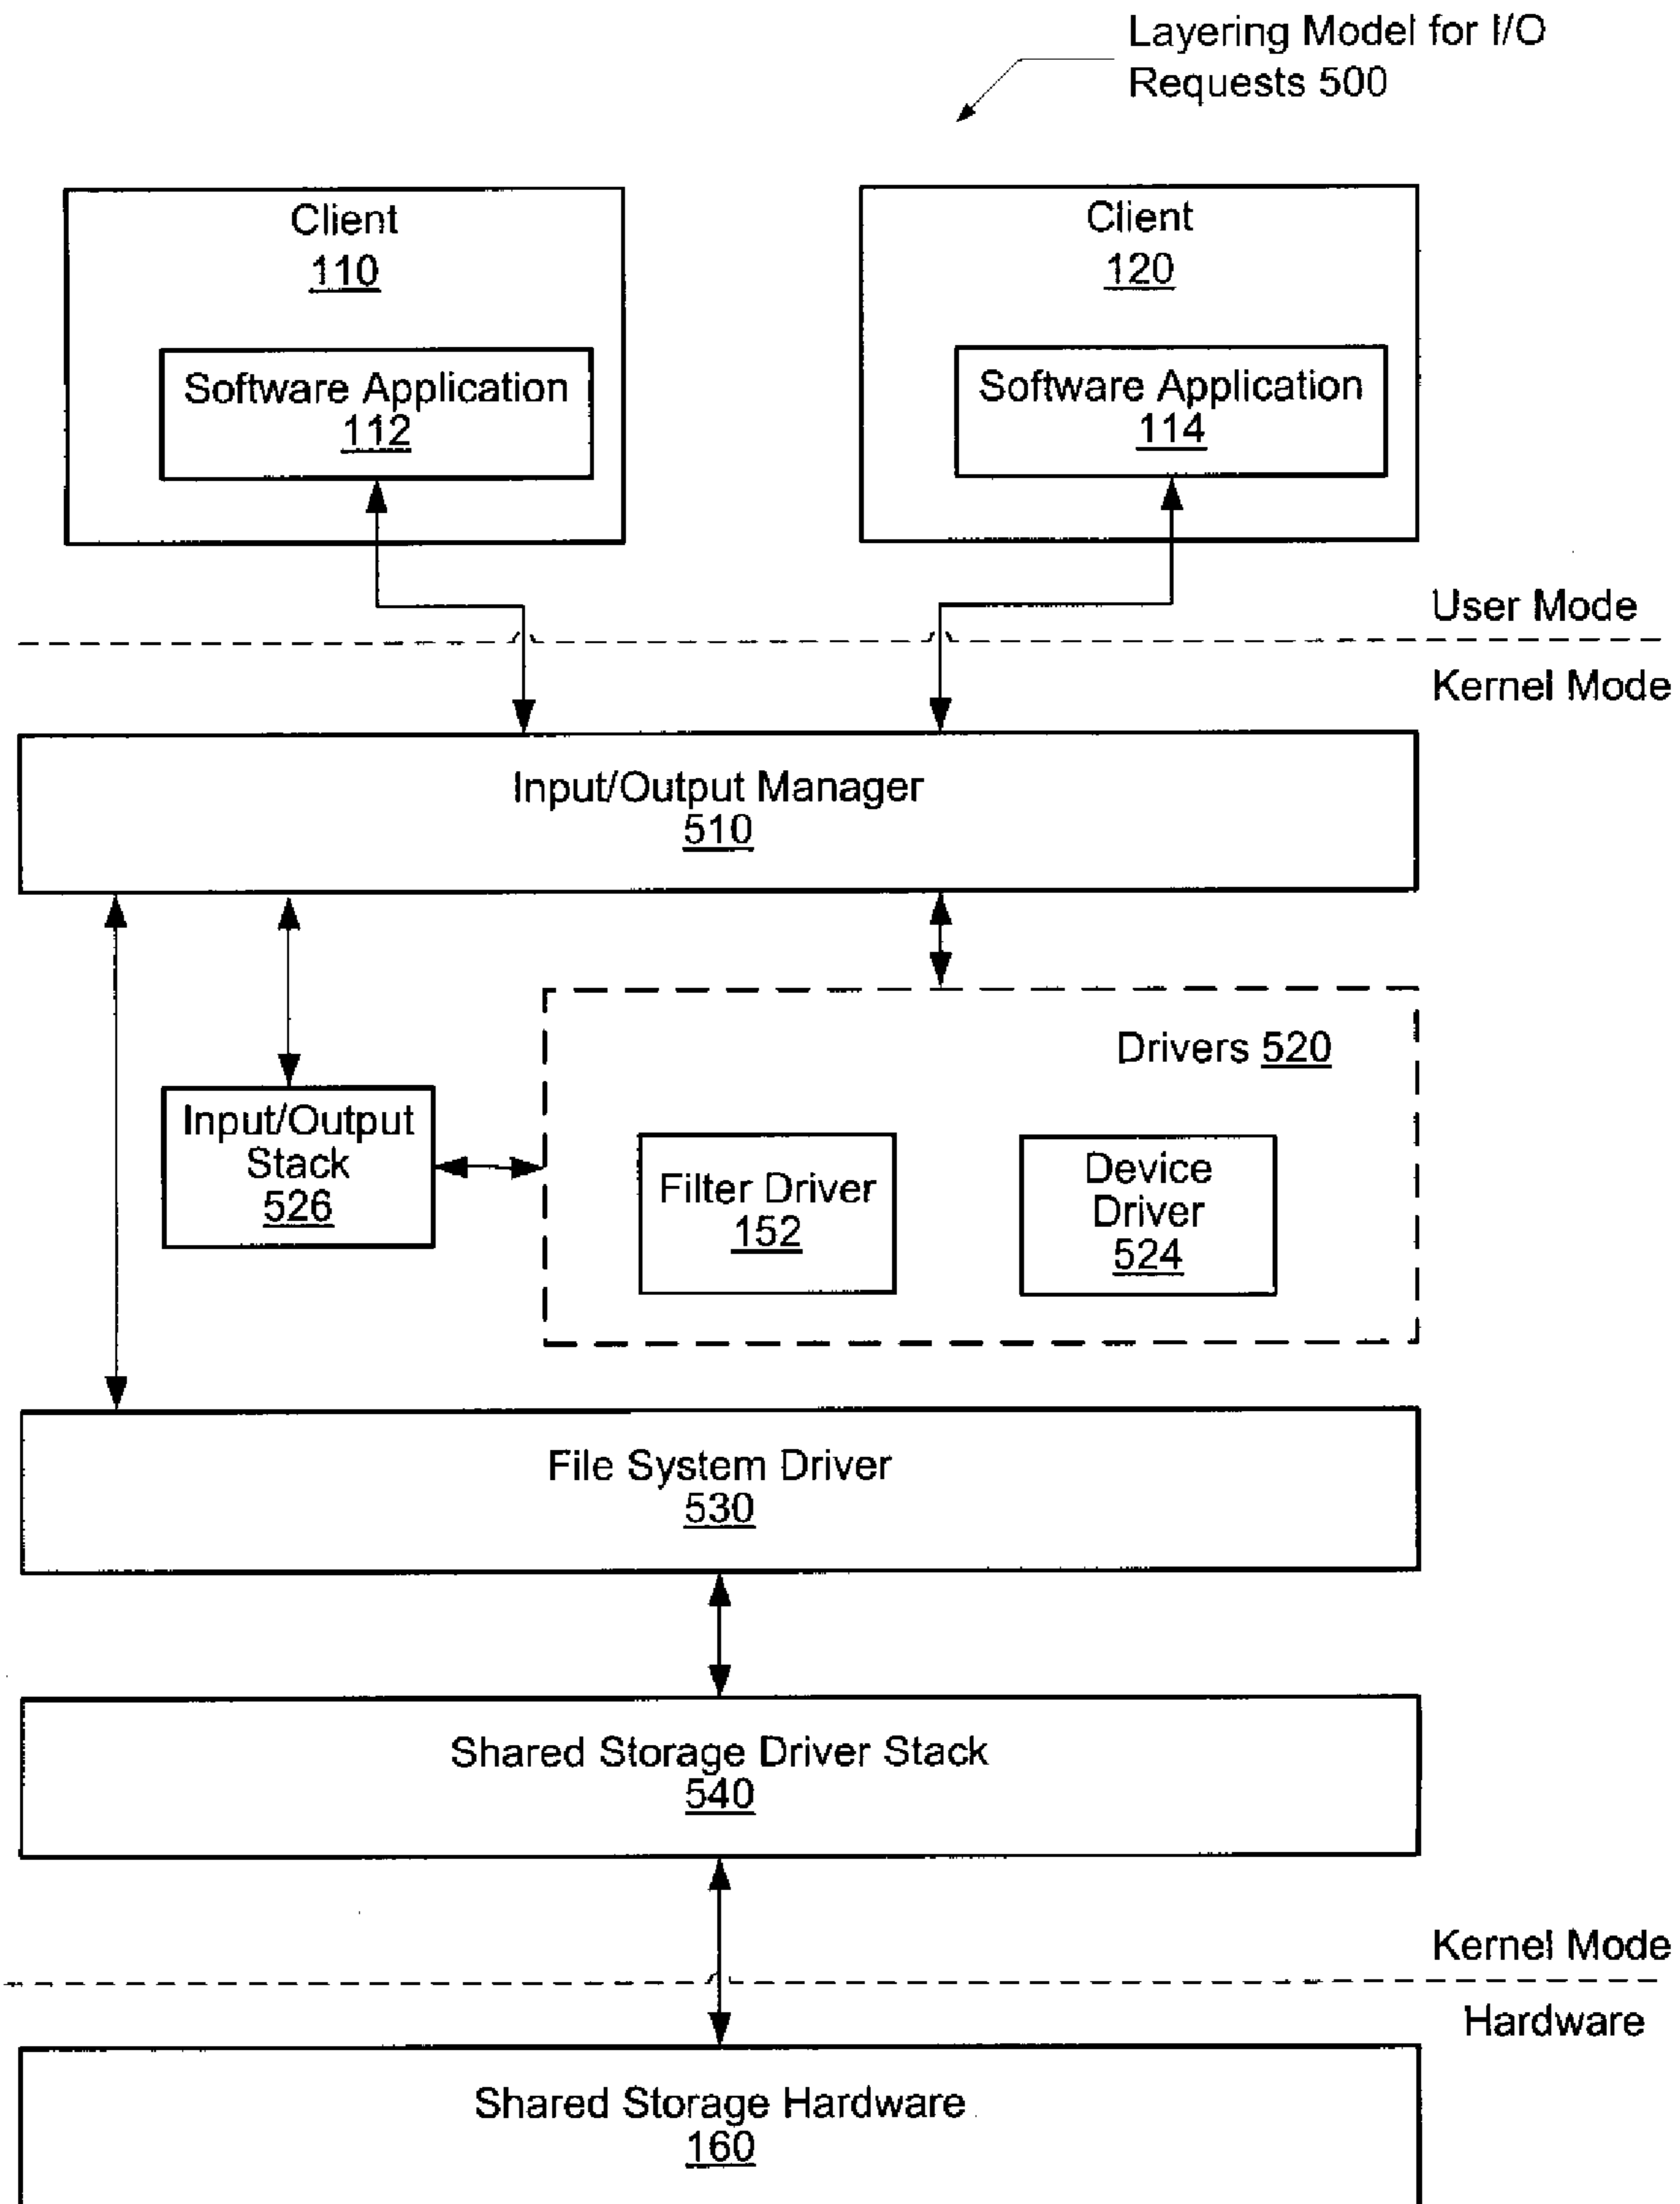 Layering Model for I/O
Requests 500
Client
110
Client
120
Software Application
112
Software Application
114
User Mode
Kernel Mode
Input/Output Manager
510
Drivers 520
Input/Output
Stack
526
Filter Driver
152
Device
Driver
524
File System Driver
530
Shared Storage Driver Stack
540
Kernel Mode
Hardware
Shared Storage Hardware
160